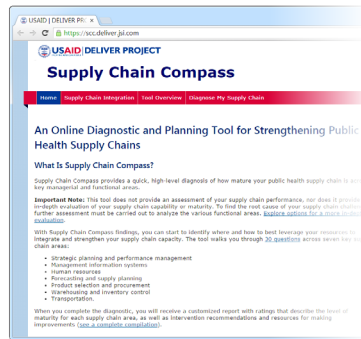 USAID | DELIVER PR
https://scc.deliver.jsi.com
USAID | DELIVER PROJECT
Supply Chain Compass
Home Supply Chain Integration Tool Overview Diagnose My Supply Chain
An Online Diagnostic and Planning Tool for Strengthening Public
Health Supply Chains
What Is Supply Chain Compass?
Supply Chain Compass provides a quick, high-level diagnosis of how mature your public health supply chain is
key managerial and functional areas.
Important Note: This tool does not provide an assessment of your supply chain performance, nor does it provide
in-depth evaluation of your supply chain capability or maturity. To find the root cause of your supply chain
further assessment must be carried out to analyze the various functional areas. Explore options for a more
evaluation.
With Supply Chain Compass findings, you can start to identify where and how to best leverage your resources to
integrate and strengthen your supply chain capacity. The tool walks you through 30 questions across seven key
chain areas:
• Strategic planning and performance management
• Management information systems
• Human resources
• Forecasting and supply planning
• Product selection and procurement
• Warehousing and inventory control
• Transportation.
When you complete the diagnostic, you will receive a customized report with ratings that describe the level of
maturity for each supply chain area, as well as intervention recommendations and resources for making
improvements (see a complete compilation).